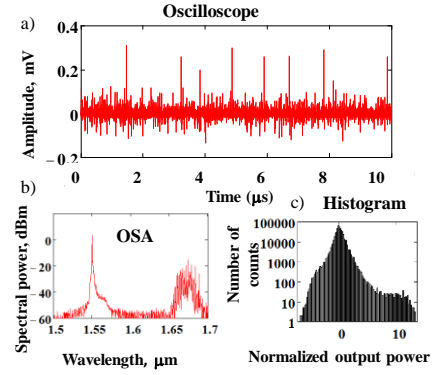 Oscilloscope
a)
Amplitude, mV
0.4
0.2
0
−0.2
0 2 4 6 8 10
Time (μs)
b)
OSA
Spectral power, dBm
0
−20
−40
−60
1.5 1.55 1.6 1.65 1.7
Wavelength, μm
c)
Histogram
Number of
counts
100000
10000
1000
100
10
1
0 10
Normalized output power